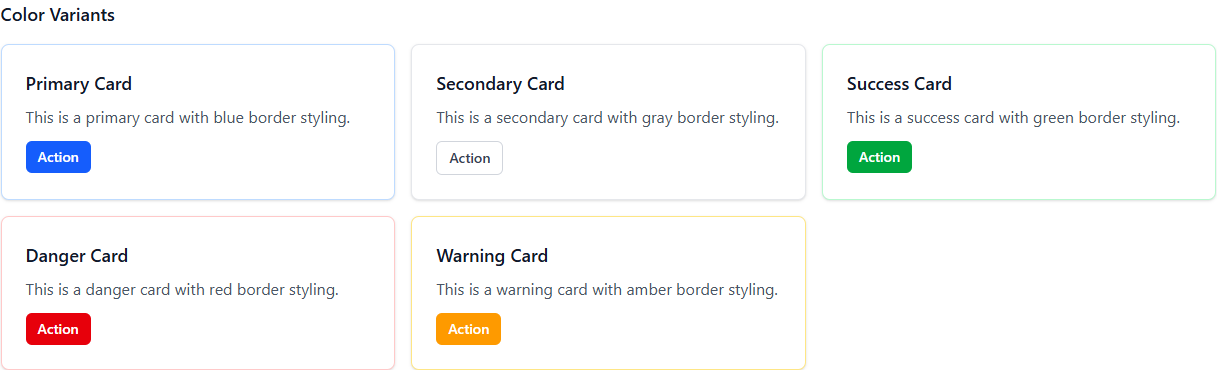 Color Variants
Primary Card
This is a primary card with blue border styling.
Action
Secondary Card
This is a secondary card with gray border styling.
Action
Success Card
This is a success card with green border styling.
Action
Danger Card
This is a danger card with red border styling.
Action
Warning Card
This is a warning card with amber border styling.
Action